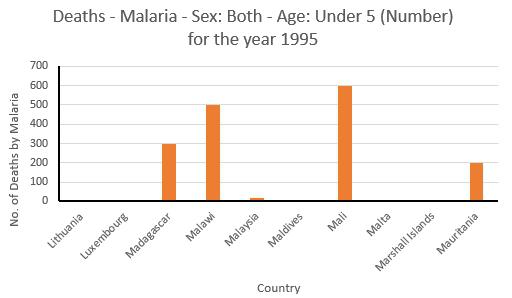 Deaths - Malaria - Sex: Both - Age: Under 5 (Number)
for the year 1995
No. of Deaths by Malaria
700
600
500
400
300
200
100
0
Lithuania
Luxembourg
Madagascar
Malawi
Malaysia
Maldives
Mali
Malta
Marshall Islands
Mauritania
Country